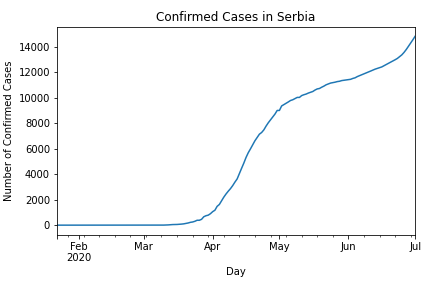 Confirmed Cases in Serbia
14000
12000
10000
8000
6000
4000
2000
0
Number of Confirmed Cases
Feb Mar Apr May Jun Jul
2020
Day